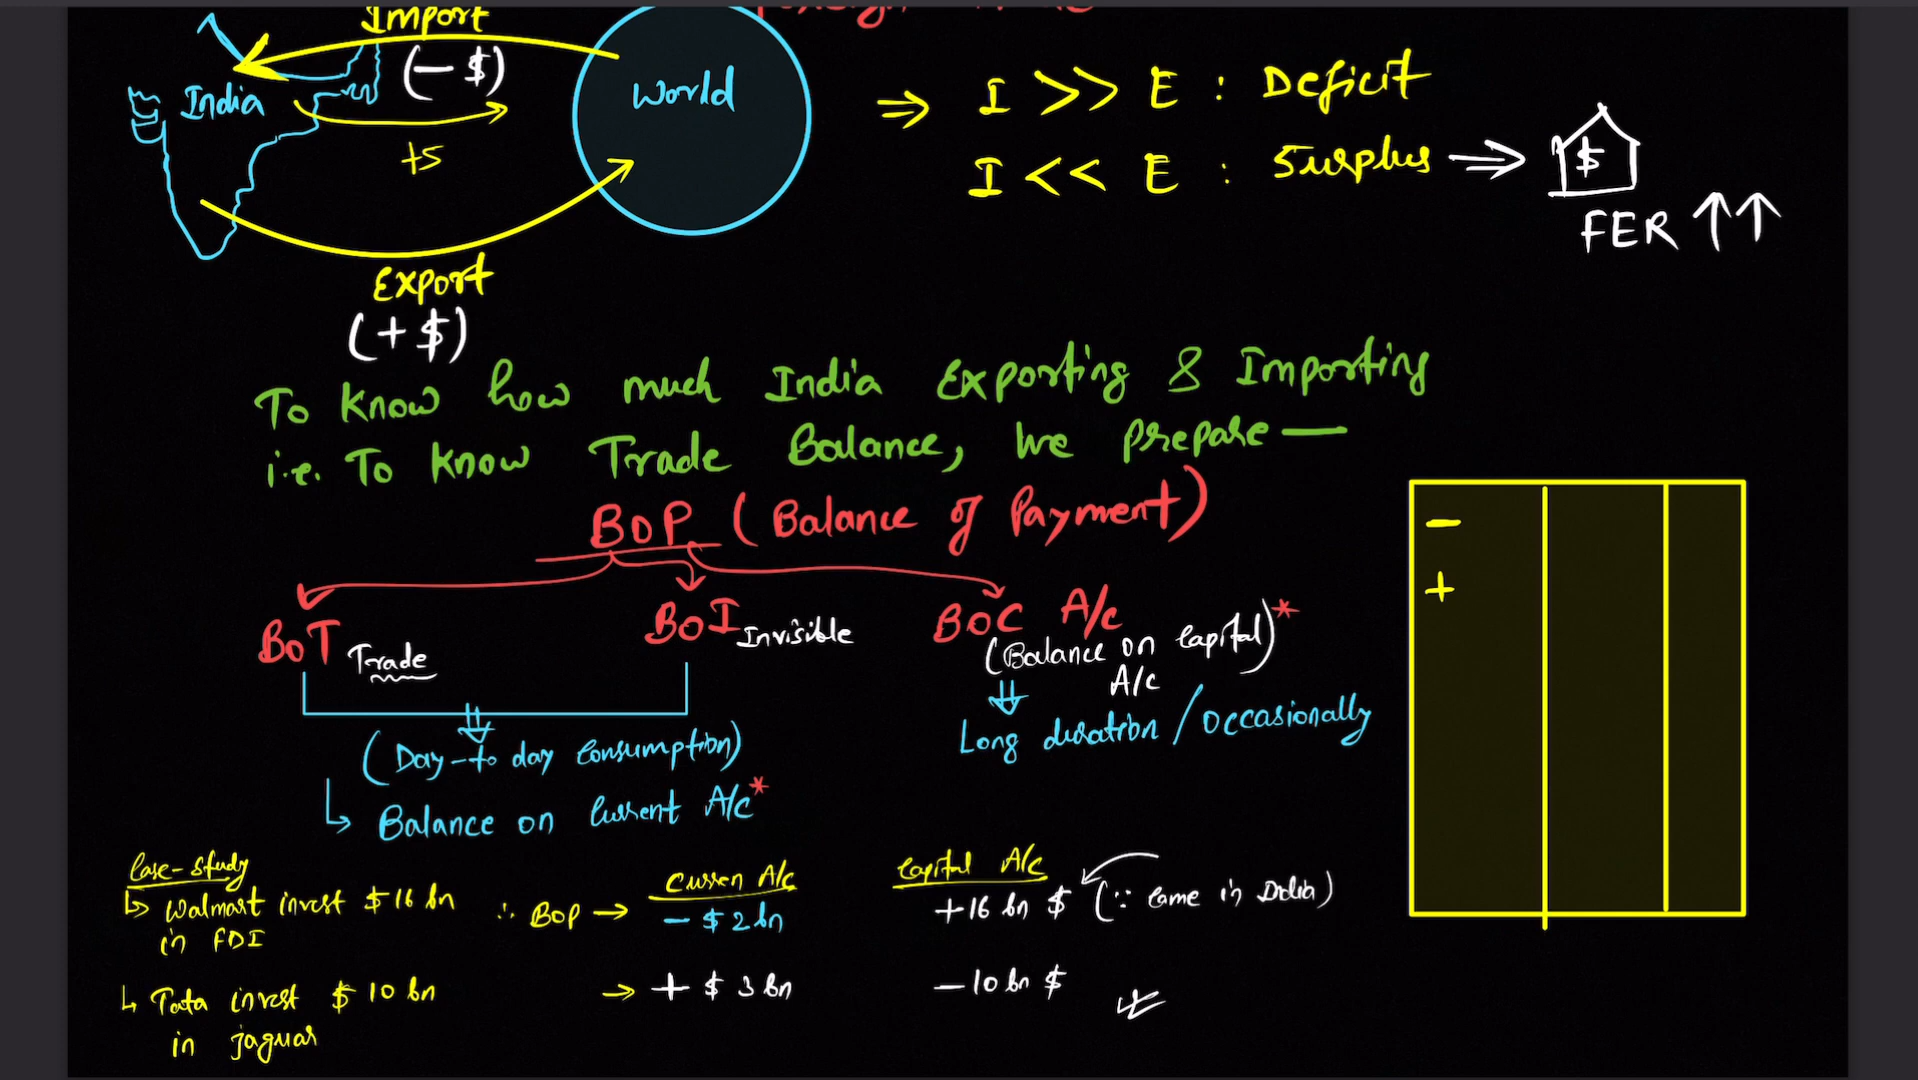 Import
(- $)
India
World
+$
⇒ I >> E : Deficit
I << E : Surplus ⇒ $
FER ↑↑
Export
(+ $)
To know how much India Exporting & Importing
i.e. To know Trade Balance, we prepare —
BOP (Balance of Payment)
BOT Trade
BOI Invisible
BOC A/c
(Balance on Capital)*
A/c
Long duration / Occasionally
(Day-to day Consumption)
↳ Balance on Current A/c*
-
+
Case-Study
↳ Walmart invest $16 bn
in FDI
∴ BOP →
Curren A/c
- $ 2 bn
Capital A/c
+16 bn $ (∵ Came in India)
↳ Tata invest $ 10 bn
in jaguar
→ + $ 3 bn
-10 bn $